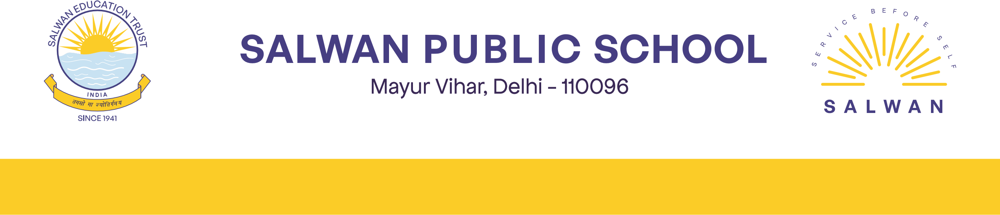 SALWAN EDUCATION TRUST
INDIA
तमसो मा ज्योतिर्गमय
SINCE 1941
SALWAN PUBLIC SCHOOL
Mayur Vihar, Delhi – 110096
SERVICE BEFORE SELF
SALWAN